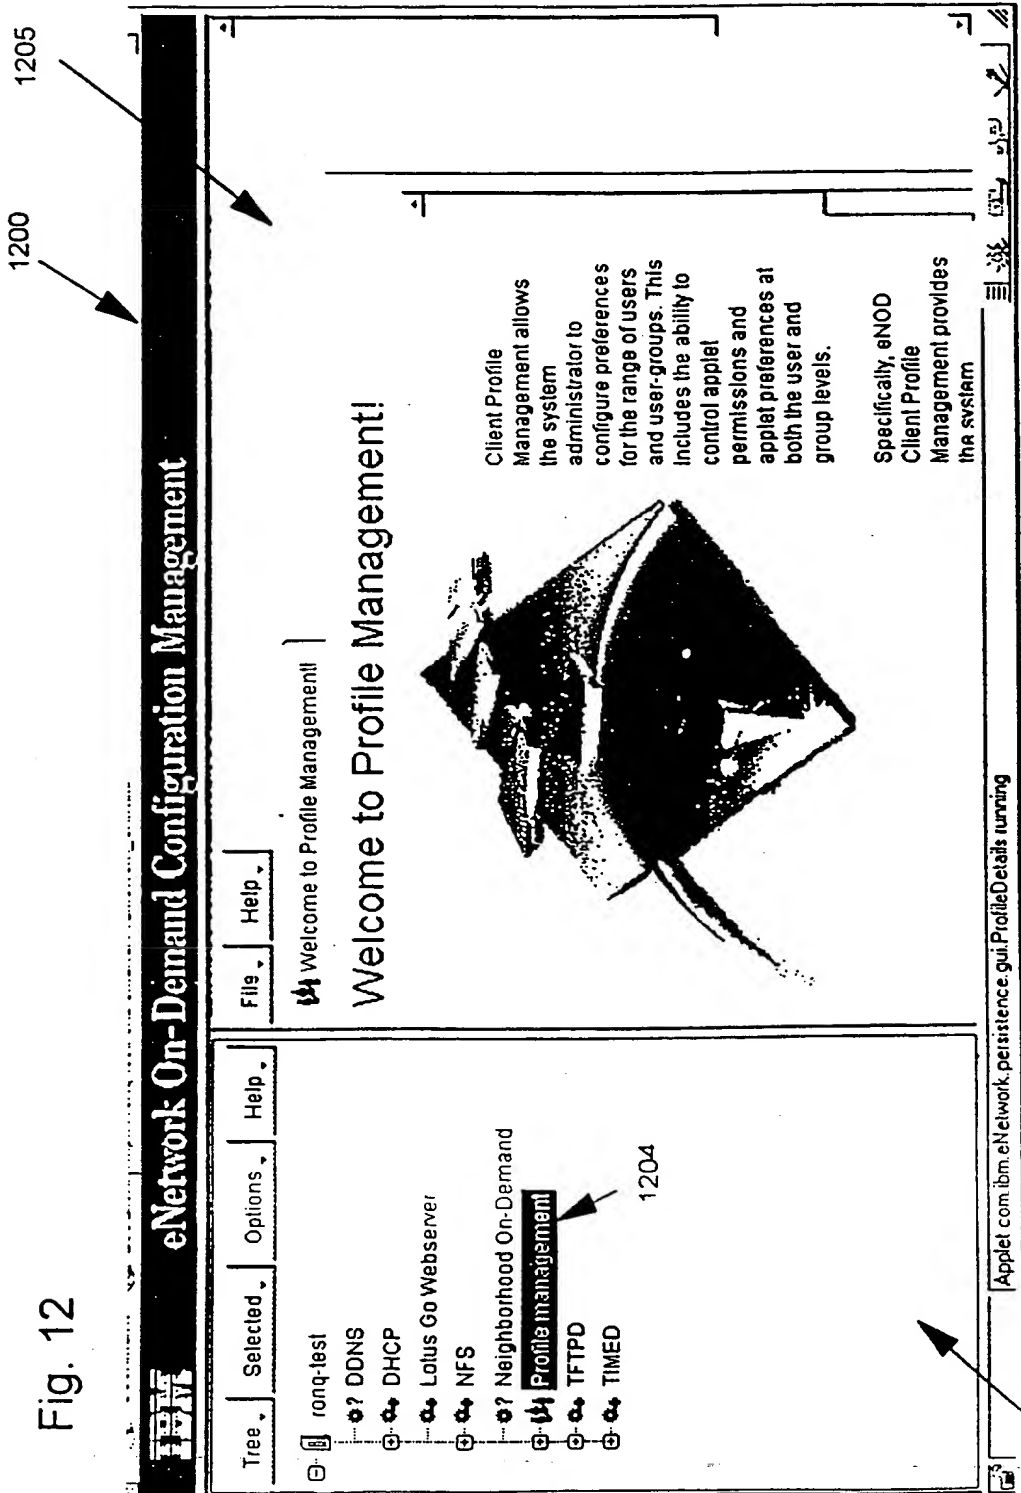 Fig. 12
1200
1205
IBM
eNetwork On-Demand Configuration Management
Tree
Selected
Options
Help
ronq-test
? DDNS
DHCP
Lotus Go Webserver
NFS
? Neighborhood On-Demand
Profile management
TFTPD
TIMED
1204
File
Help
Welcome to Profile Management!
Welcome to Profile Management!
Client Profile
Management allows
the system
administrator to
configure preferences
for the range of users
and user-groups. This
includes the ability to
control applet
permissions and
applet preferences at
both the user and
group levels.
Specifically, eNOD
Client Profile
Management provides
the system
Applet com.ibm.eNetwork.persistence.gui.ProfileDetails running